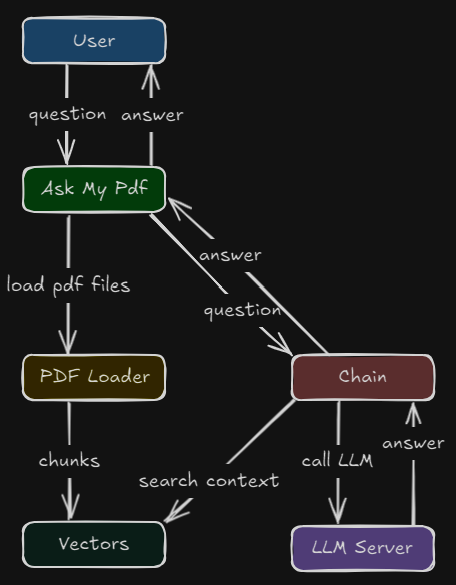 User
question
answer
Ask My Pdf
answer
load pdf files
question
PDF Loader
Chain
chunks
search context
call LLM
answer
Vectors
LLM Server